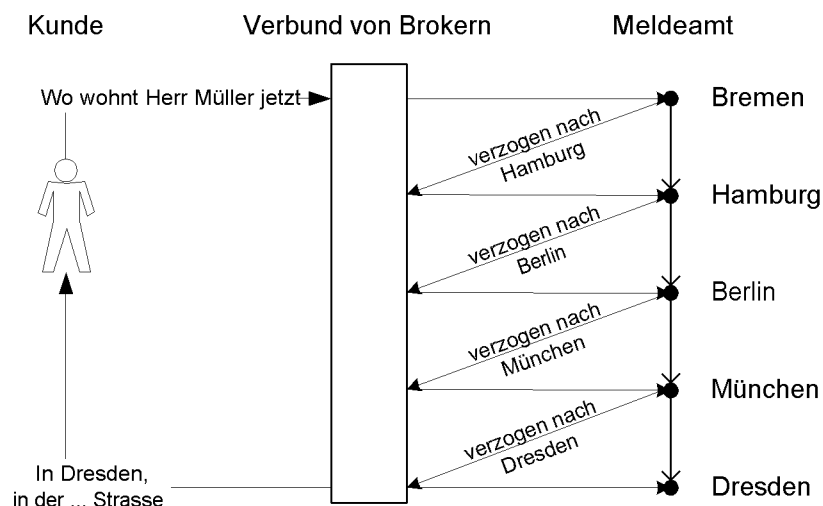 Kunde
Verbund von Brokern
Meldeamt
Wo wohnt Herr Müller jetzt
Bremen
verzogen nach
Hamburg
Hamburg
verzogen nach
Berlin
Berlin
verzogen nach
München
München
verzogen nach
Dresden
In Dresden,
in der ... Strasse
Dresden